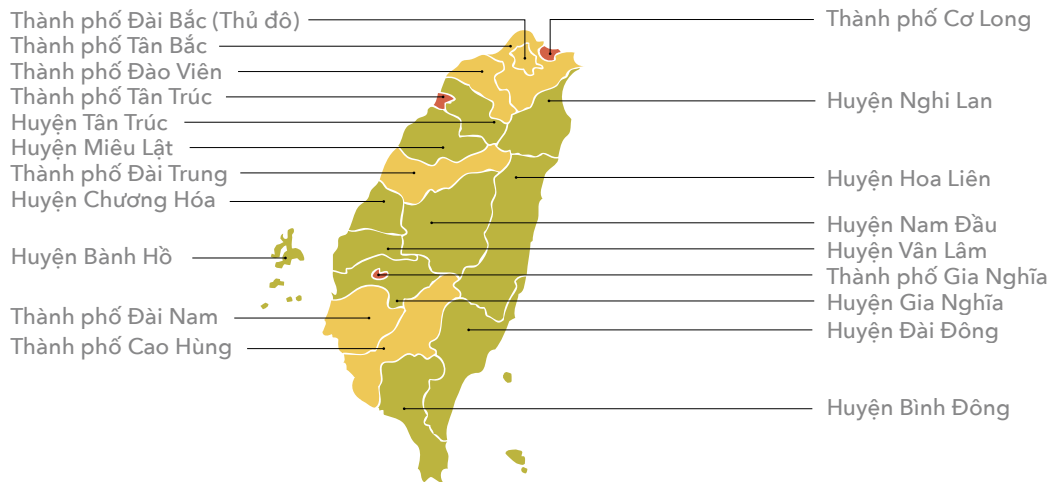 Thành phố Đài Bắc (Thủ đô)
Thành phố Tân Bắc
Thành phố Đào Viên
Thành phố Tân Trúc
Huyện Tân Trúc
Huyện Miêu Lật
Thành phố Đài Trung
Huyện Chương Hóa
Huyện Bành Hồ
Thành phố Đài Nam
Thành phố Cao Hùng
Thành phố Cơ Long
Huyện Nghi Lan
Huyện Hoa Liên
Huyện Nam Đầu
Huyện Vân Lâm
Thành phố Gia Nghĩa
Huyện Gia Nghĩa
Huyện Đài Đông
Huyện Bình Đông